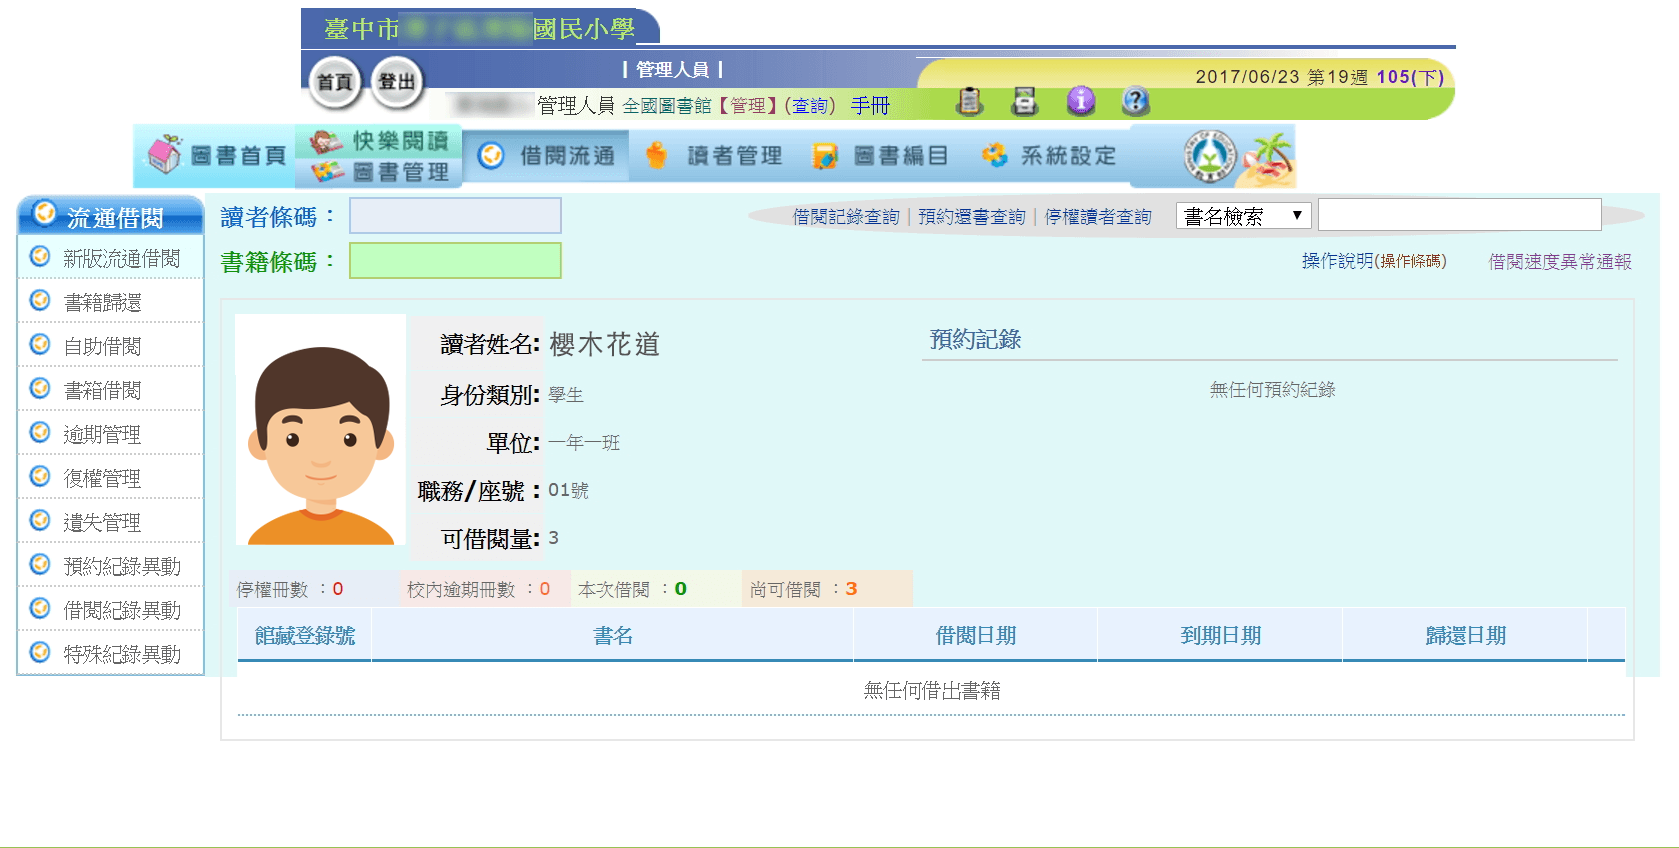 臺中市 國民小學
首頁 登出 | 管理人員 |
2017/06/23 第19週 105(下)
管理人員 全國圖書館【管理】(查詢) 手冊
圖書首頁 快樂閱讀 圖書管理 借閱流通 讀者管理 圖書編目 系統設定
流通借閱
新版流通借閱
書籍歸還
自助借閱
書箱借閱
逾期管理
復權管理
遺失管理
預約紀錄異動
借閱紀錄異動
特殊紀錄異動
讀者條碼：
借閱記錄查詢 | 預約還書查詢 | 停權讀者查詢 書名檢索
書籍條碼：
操作說明(操作條碼) 借閱速度異常通報
讀者姓名: 櫻木花道
身份類別: 學生
單位: 一年一班
職務/座號： 01號
可借閱量: 3
預約記錄
無任何預約紀錄
停權冊數 ：0 校內逾期冊數 ：0 本次借閱 ：0 尚可借閱 ：3
館藏登錄號 書名 借閱日期 到期日期 歸還日期
無任何借出書籍